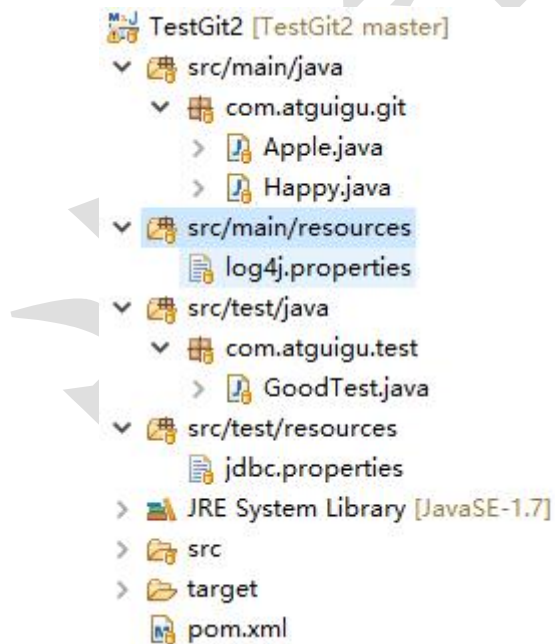 TestGit2 [TestGit2 master]
src/main/java
com.atguigu.git
Apple.java
Happy.java
src/main/resources
log4j.properties
src/test/java
com.atguigu.test
GoodTest.java
src/test/resources
jdbc.properties
JRE System Library [JavaSE-1.7]
src
target
pom.xml